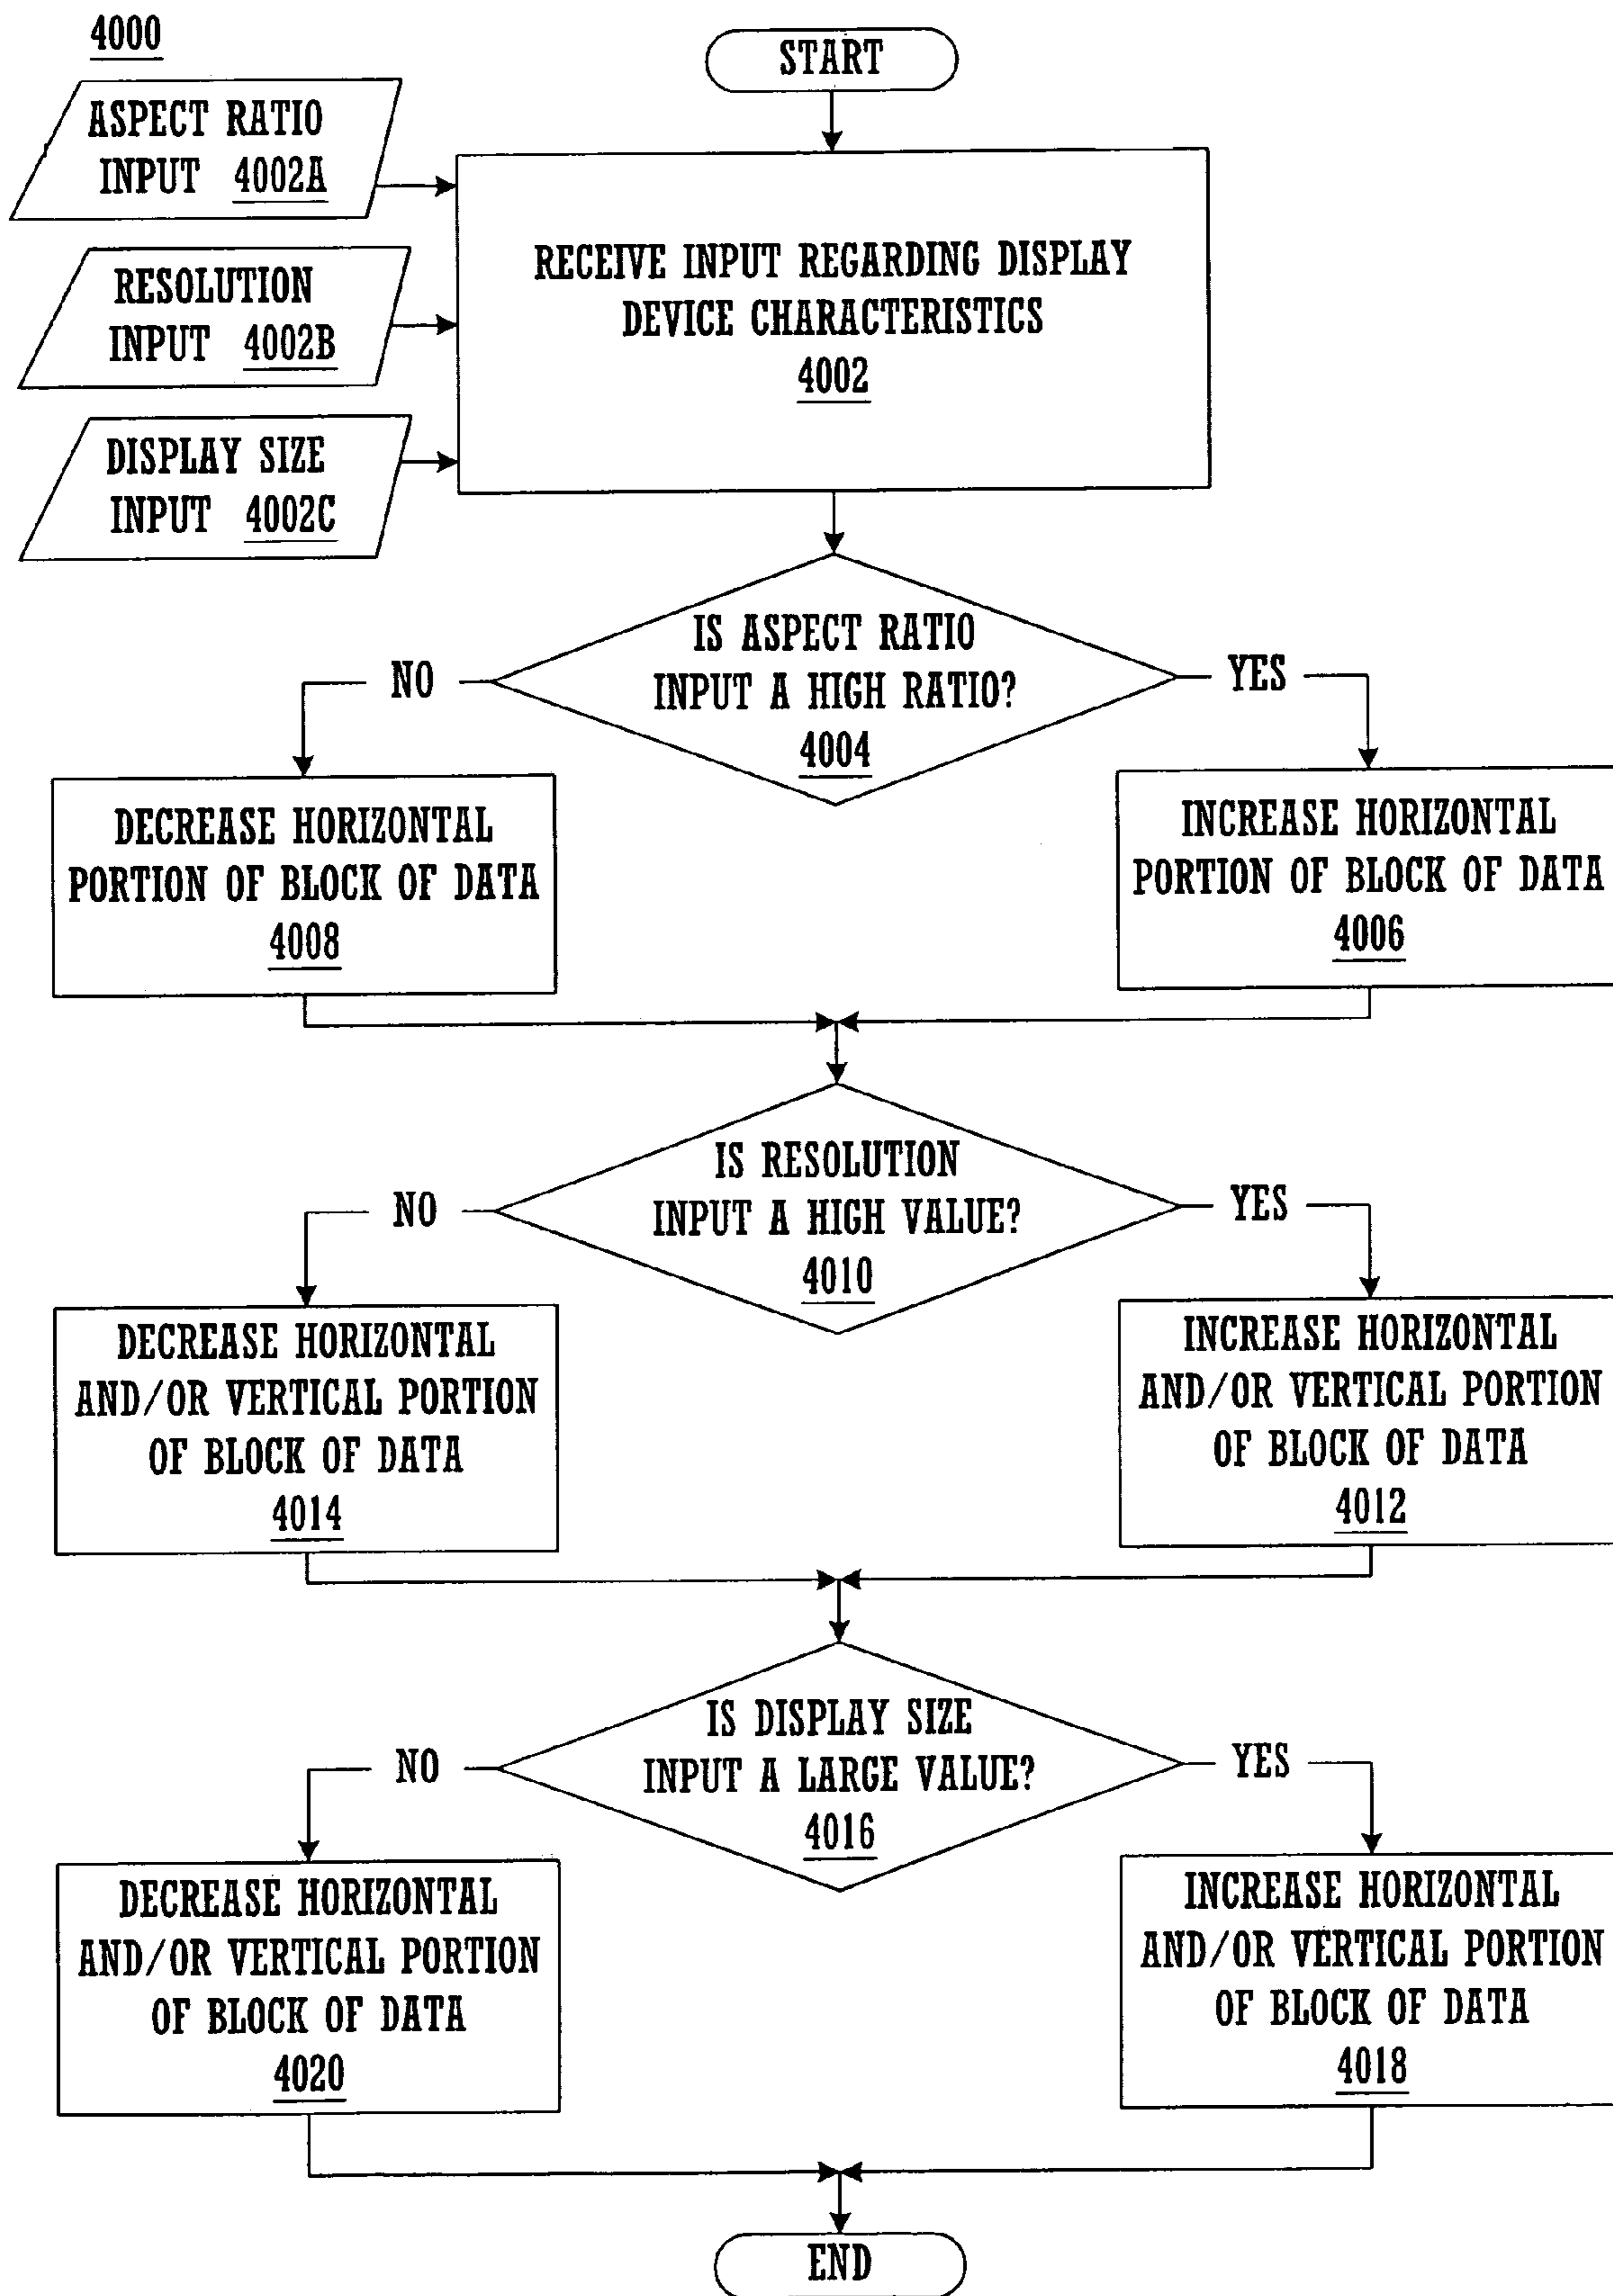 4000
START
ASPECT RATIO
INPUT 4002A
RESOLUTION
INPUT 4002B
DISPLAY SIZE
INPUT 4002C
RECEIVE INPUT REGARDING DISPLAY
DEVICE CHARACTERISTICS
4002
IS ASPECT RATIO
INPUT A HIGH RATIO?
4004
NO
YES
DECREASE HORIZONTAL
PORTION OF BLOCK OF DATA
4008
INCREASE HORIZONTAL
PORTION OF BLOCK OF DATA
4006
IS RESOLUTION
INPUT A HIGH VALUE?
4010
NO
YES
DECREASE HORIZONTAL
AND/OR VERTICAL PORTION
OF BLOCK OF DATA
4014
INCREASE HORIZONTAL
AND/OR VERTICAL PORTION
OF BLOCK OF DATA
4012
IS DISPLAY SIZE
INPUT A LARGE VALUE?
4016
NO
YES
DECREASE HORIZONTAL
AND/OR VERTICAL PORTION
OF BLOCK OF DATA
4020
INCREASE HORIZONTAL
AND/OR VERTICAL PORTION
OF BLOCK OF DATA
4018
END